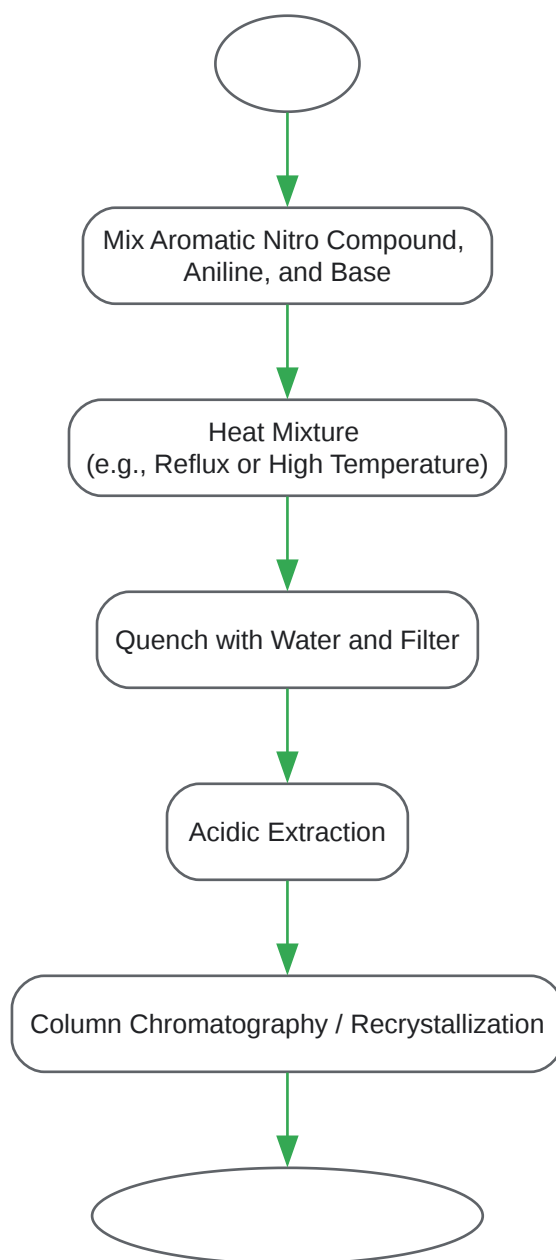 Mix Aromatic Nitro Compound,
Aniline, and Base
Heat Mixture
(e.g., Reflux or High Temperature)
Quench with Water and Filter
Acidic Extraction
Column Chromatography / Recrystallization